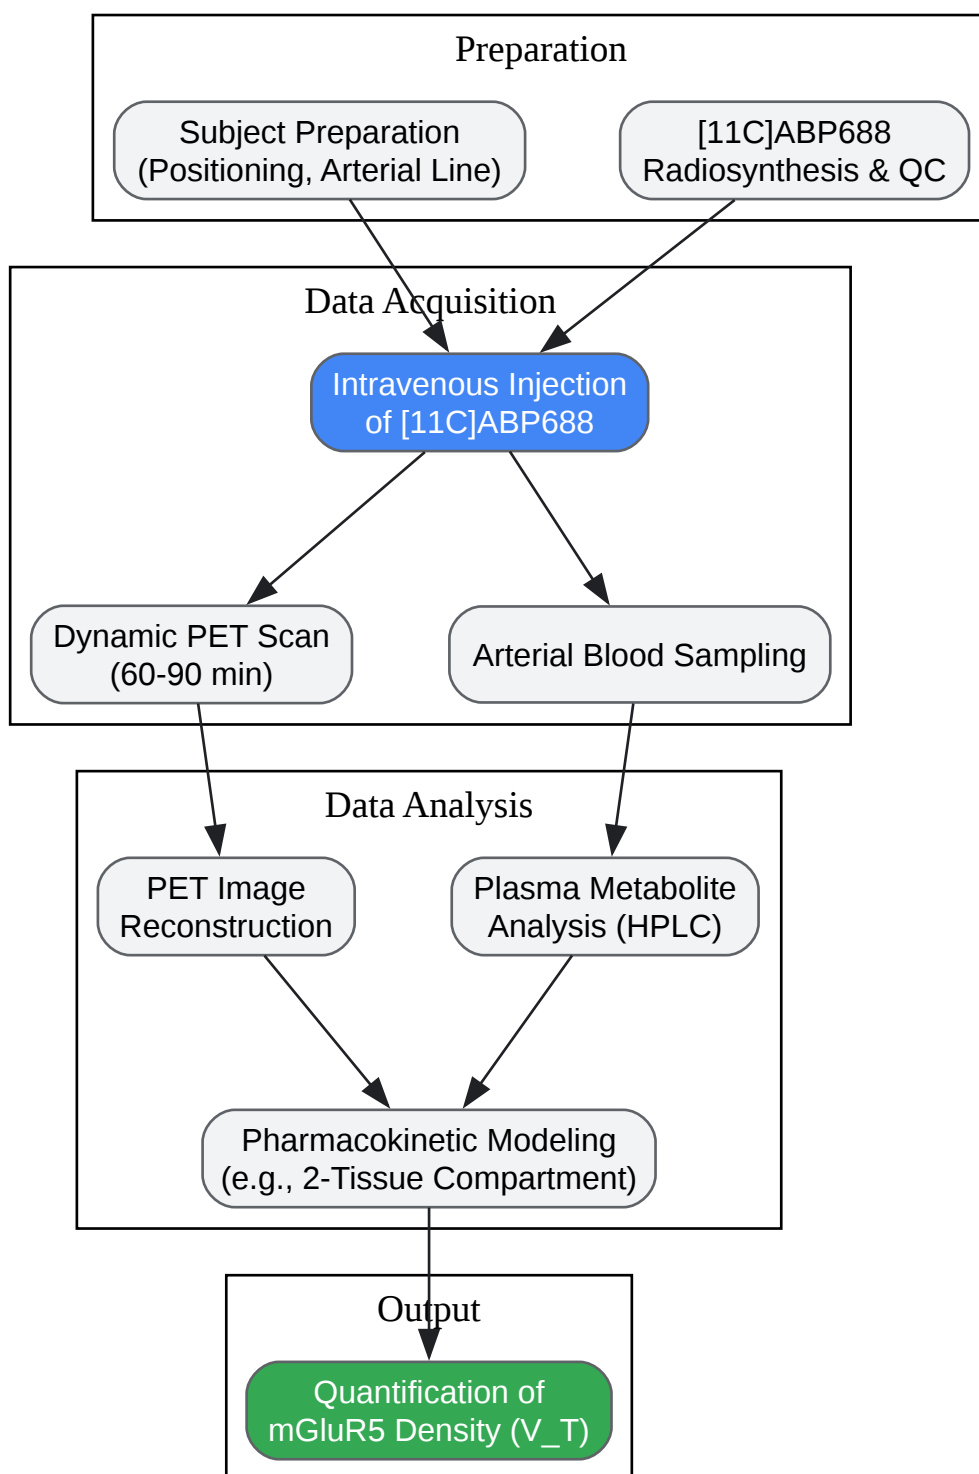 Preparation
Subject Preparation
(Positioning, Arterial Line)
[11C]ABP688
Radiosynthesis & QC
Data Acquisition
Intravenous Injection
of [11C]ABP688
Dynamic PET Scan
(60-90 min)
Arterial Blood Sampling
Data Analysis
PET Image
Reconstruction
Plasma Metabolite
Analysis (HPLC)
Pharmacokinetic Modeling
(e.g., 2-Tissue Compartment)
Output
Quantification of
mGluR5 Density (V_T)